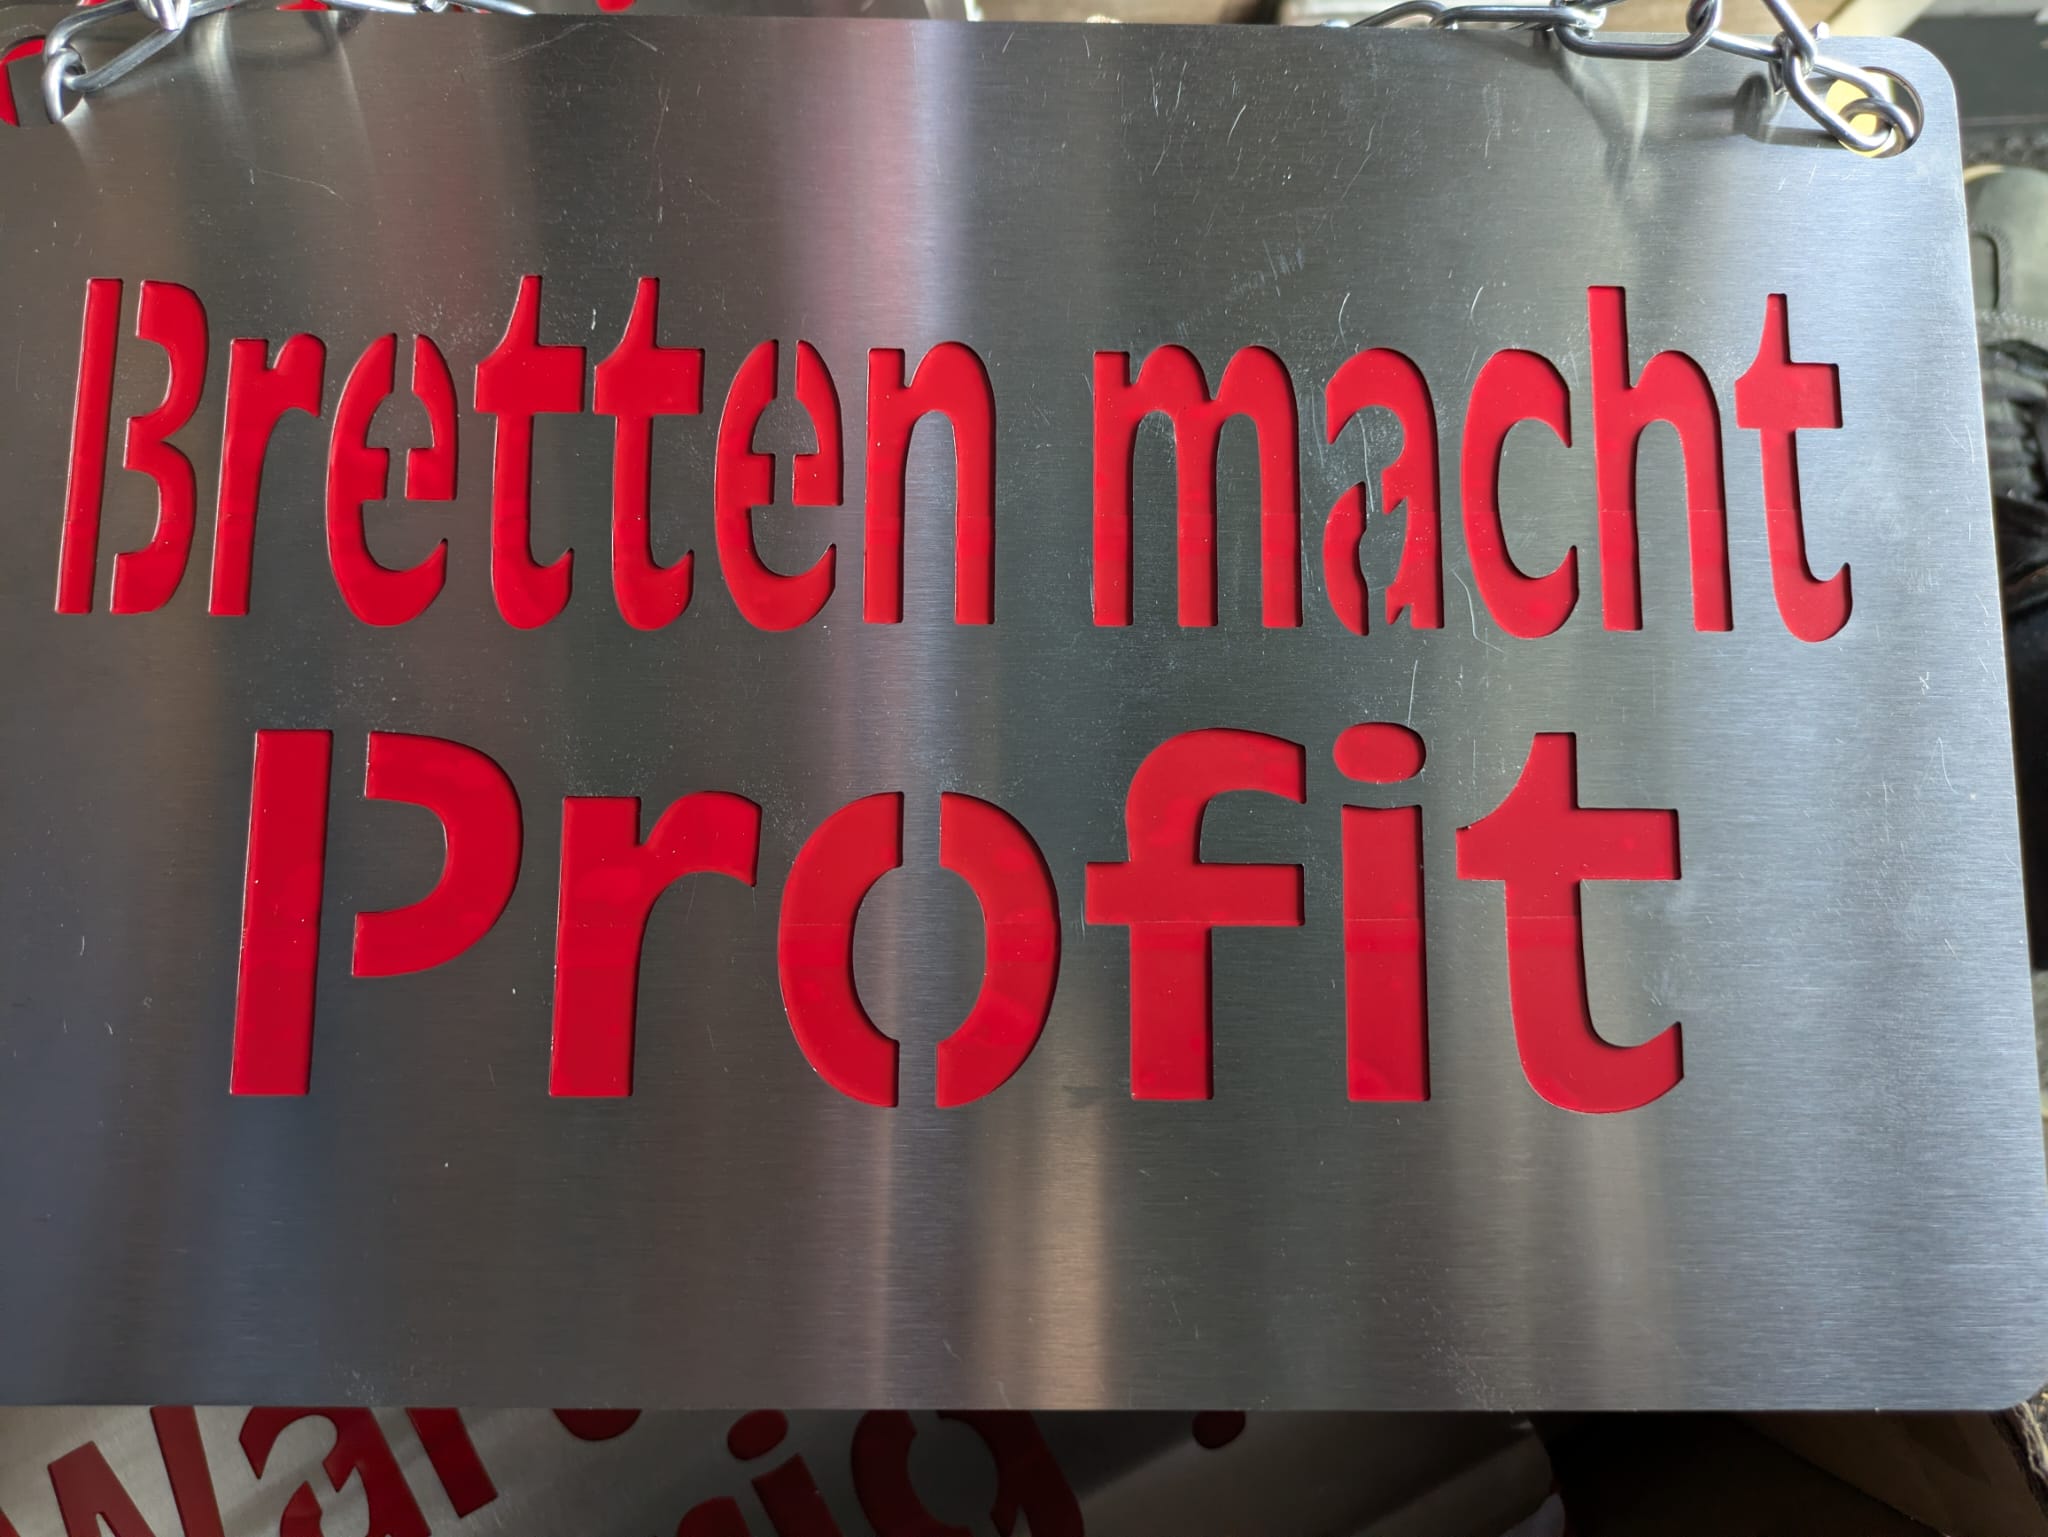 Bretten macht
Profit